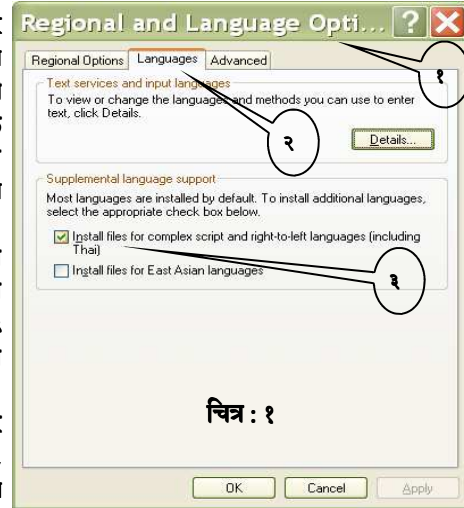 Regional and Language Opti...
१
Regional Options Languages Advanced
Text services and input languages
To view or change the languages and methods you can use to enter
text, click Details.
२
Details...
Supplemental language support
Most languages are installed by default. To install additional languages,
select the appropriate check box below.
Install files for complex script and right-to-left languages (including
Thai)
Install files for East Asian languages
३
चित्र : १
OK Cancel Apply